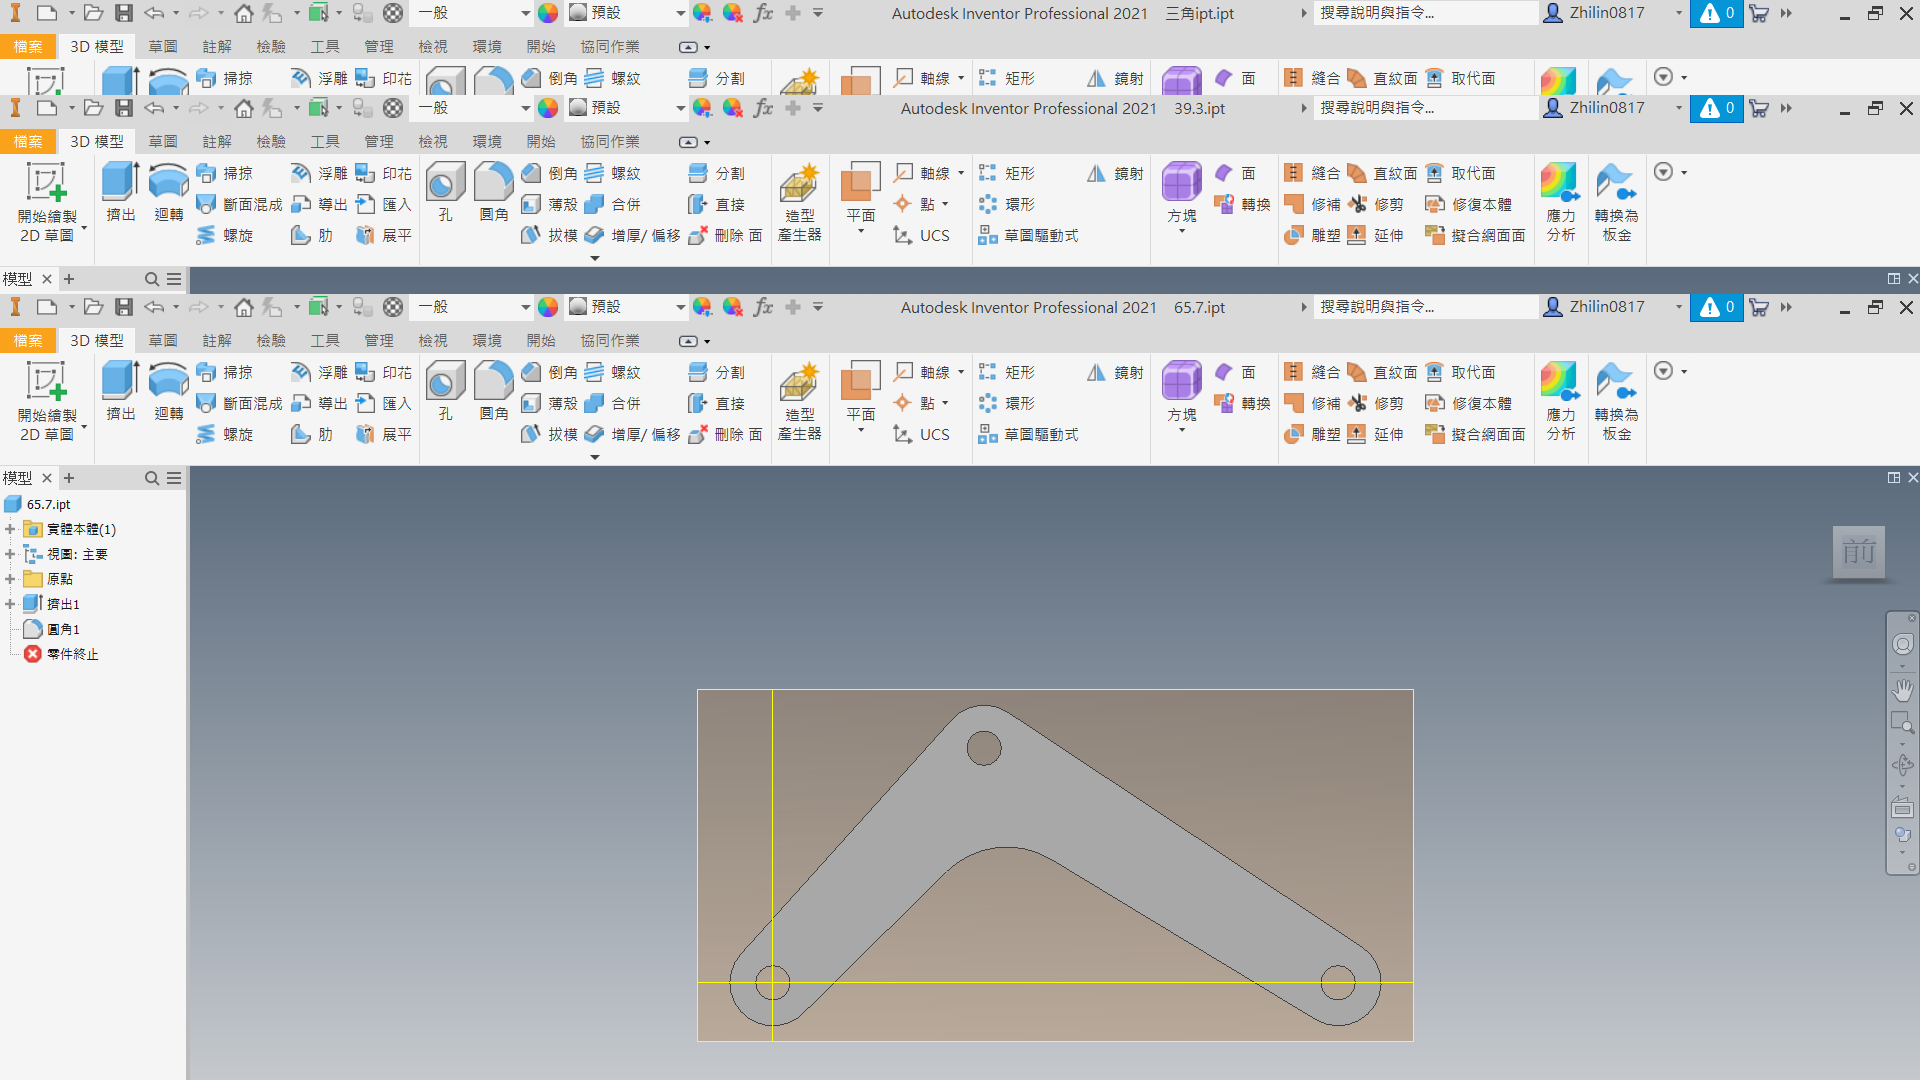 一般 預設 fx Autodesk Inventor Professional 2021 三角ipt.ipt 搜尋說明與指令... Zhilin0817 0
檔案 3D 模型 草圖 註解 檢驗 工具 管理 檢視 環境 開始 協同作業
掃掠 浮雕 印花 倒角 螺紋 分割 軸線 矩形 鏡射 面 縫合 直紋面 取代面
一般 預設 fx Autodesk Inventor Professional 2021 39.3.ipt 搜尋說明與指令... Zhilin0817 0
檔案 3D 模型 草圖 註解 檢驗 工具 管理 檢視 環境 開始 協同作業
掃掠 浮雕 印花 倒角 螺紋 分割 軸線 矩形 鏡射 面 縫合 直紋面 取代面
開始繪製 擠出 迴轉 斷面混成 導出 匯入 孔 圓角 薄殼 合併 直接 造型 平面 點 環形 方塊 轉換 修補 修剪 修復本體 應力 轉換為
2D 草圖 螺旋 肋 展平 拔模 增厚/ 偏移 刪除 面 產生器 UCS 草圖驅動式 雕塑 延伸 擬合網面面 分析 板金
模型
一般 預設 fx Autodesk Inventor Professional 2021 65.7.ipt 搜尋說明與指令... Zhilin0817 0
檔案 3D 模型 草圖 註解 檢驗 工具 管理 檢視 環境 開始 協同作業
掃掠 浮雕 印花 倒角 螺紋 分割 軸線 矩形 鏡射 面 縫合 直紋面 取代面
開始繪製 擠出 迴轉 斷面混成 導出 匯入 孔 圓角 薄殼 合併 直接 造型 平面 點 環形 方塊 轉換 修補 修剪 修復本體 應力 轉換為
2D 草圖 螺旋 肋 展平 拔模 增厚/ 偏移 刪除 面 產生器 UCS 草圖驅動式 雕塑 延伸 擬合網面面 分析 板金
模型
65.7.ipt
實體本體(1)
視圖: 主要
原點
擠出1
圓角1
零件終止
前